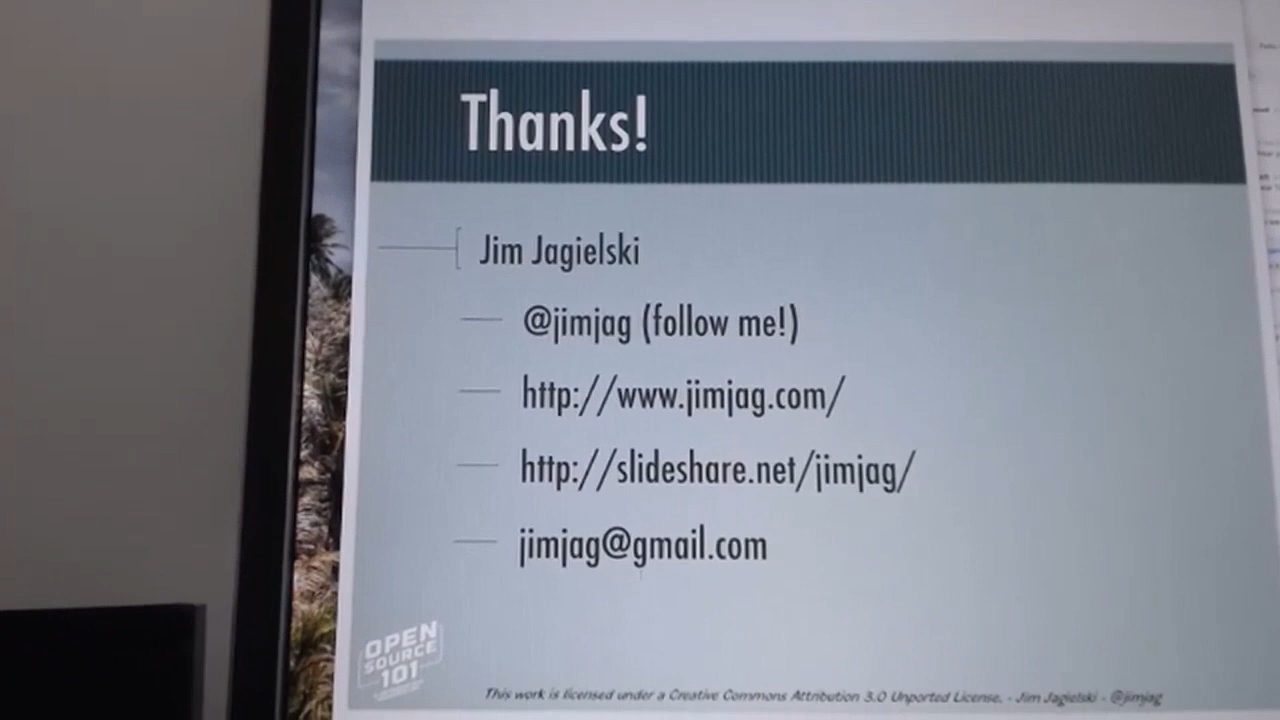 Thanks!
Jim Jagielski
@jimjag (follow me!)
http://www.jimjag.com/
http://slideshare.net/jimjag/
jimjag@gmail.com
OPEN
SOURCE
101
This work is licensed under a Creative Commons Attribution 3.0 Unported License. - Jim Jagielski - @jimjag